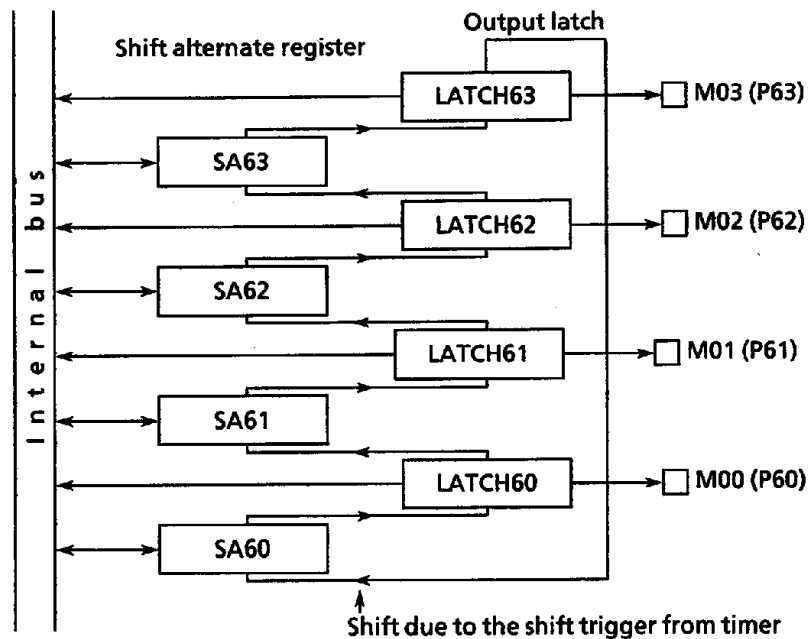 Output latch
Shift alternate register
LATCH63
M03 (P63)
SA63
LATCH62
M02 (P62)
SA62
LATCH61
M01 (P61)
SA61
LATCH60
M00 (P60)
SA60
Internal bus
Shift due to the shift trigger from timer